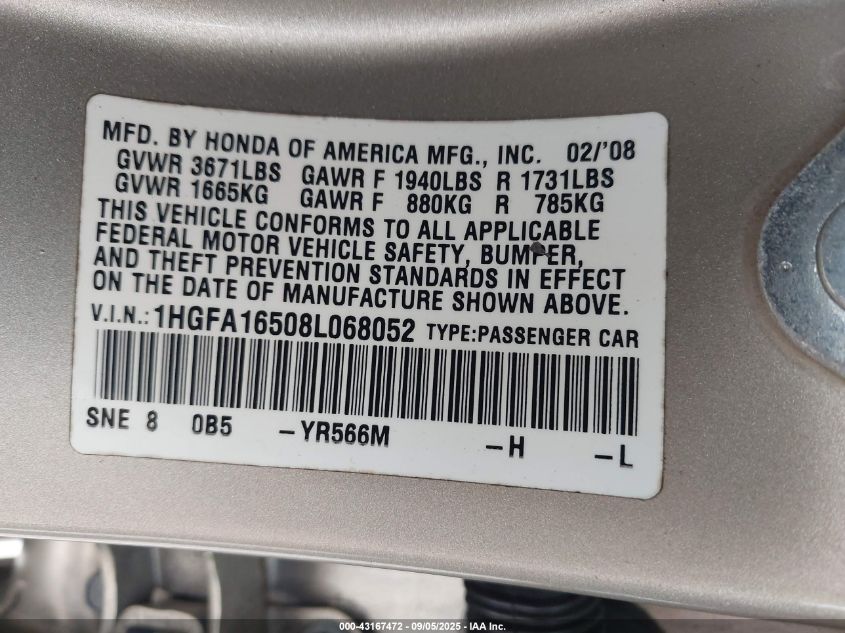 MFD. BY HONDA OF AMERICA MFG., INC. 02/'08
GVWR 3671LBS GAWR F 1940LBS R 1731LBS
GVWR 1665KG GAWR F 880KG R 785KG
THIS VEHICLE CONFORMS TO ALL APPLICABLE
FEDERAL MOTOR VEHICLE SAFETY, BUMPER,
AND THEFT PREVENTION STANDARDS IN EFFECT
ON THE DATE OF MANUFACTURE SHOWN ABOVE.
V.I.N.: 1HGFA16508L068052 TYPE:PASSENGER CAR
SNE 8 0B5 -YR566M -H -L
000-43167472 - 09/05/2025 - IAA Inc.